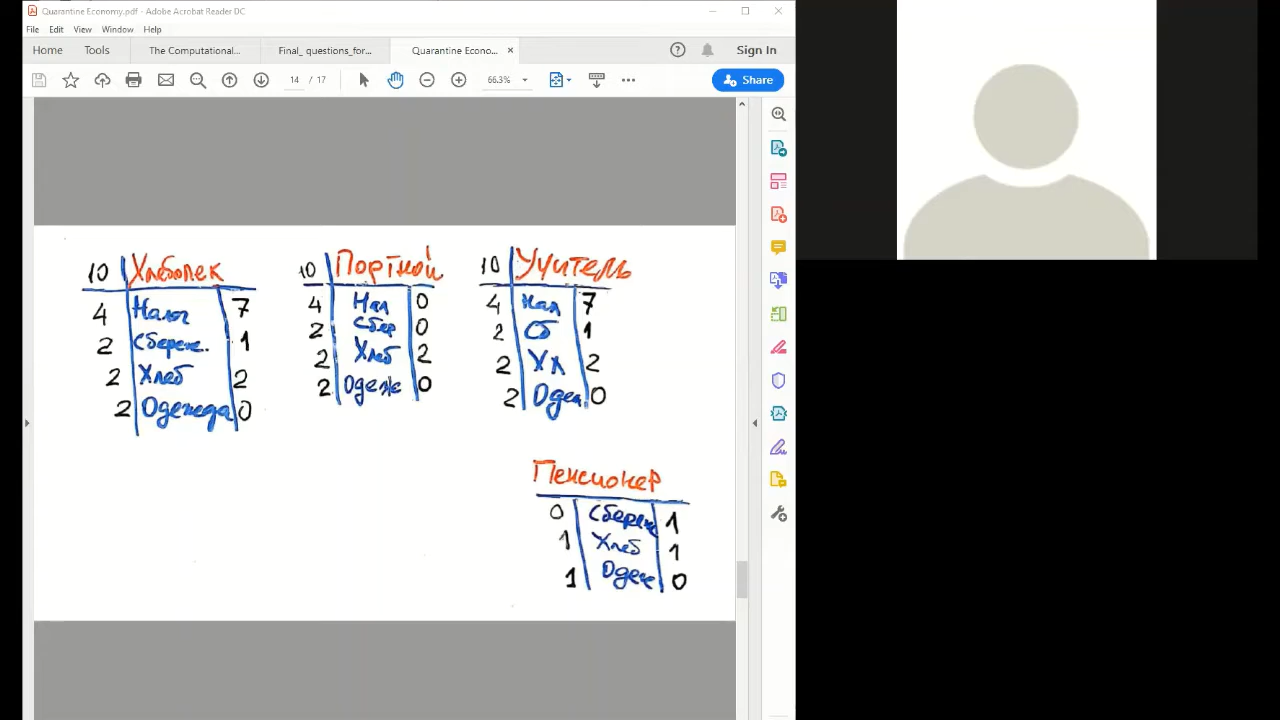 Quarantine Economy.pdf - Adobe Acrobat Reader DC
File Edit View Window Help
Home Tools The Computational... Final_ questions_for... Quarantine Econo... × Sign In
14 / 17 66.3% Share
10 Хлебопек
4 Налог 7
2 Сбереж. 1
2 Хлеб 2
2 Одежда 0
10 Портной
4 Нал 0
2 Сбер 0
2 Хлеб 2
2 Одеж 0
10 Учитель
4 Нал 7
2 Сб 1
2 Хл 2
2 Одеж 0
Пенсионер
0 Сбереж 1
1 Хлеб 1
1 Одеж 0